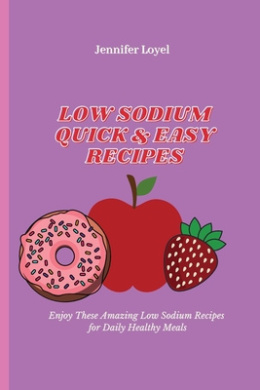 Jennifer Loyel
LOW SODIUM
QUICK & EASY
RECIPES
Enjoy These Amazing Low Sodium Recipes
for Daily Healthy Meals